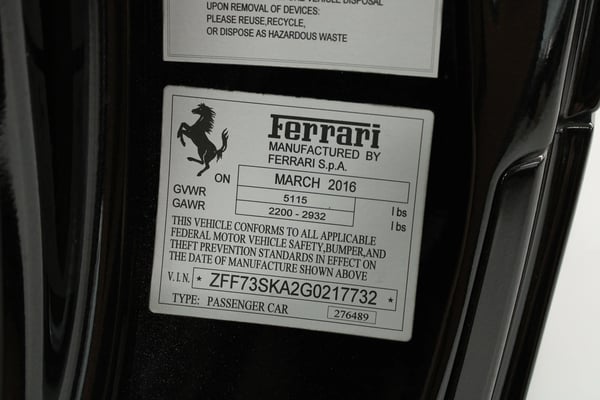 UPON REMOVAL OF DEVICES:
PLEASE REUSE,RECYCLE,
OR DISPOSE AS HAZARDOUS WASTE
Ferrari
MANUFACTURED BY
FERRARI S.p.A.
ON MARCH 2016
GVWR 5115 lbs
GAWR 2200 - 2932 lbs
THIS VEHICLE CONFORMS TO ALL APPLICABLE
FEDERAL MOTOR VEHICLE SAFETY,BUMPER,AND
THEFT PREVENTION STANDARDS IN EFFECT ON
THE DATE OF MANUFACTURE SHOWN ABOVE
V.I.N. * ZFF73SKA2G0217732 *
TYPE: PASSENGER CAR 276489